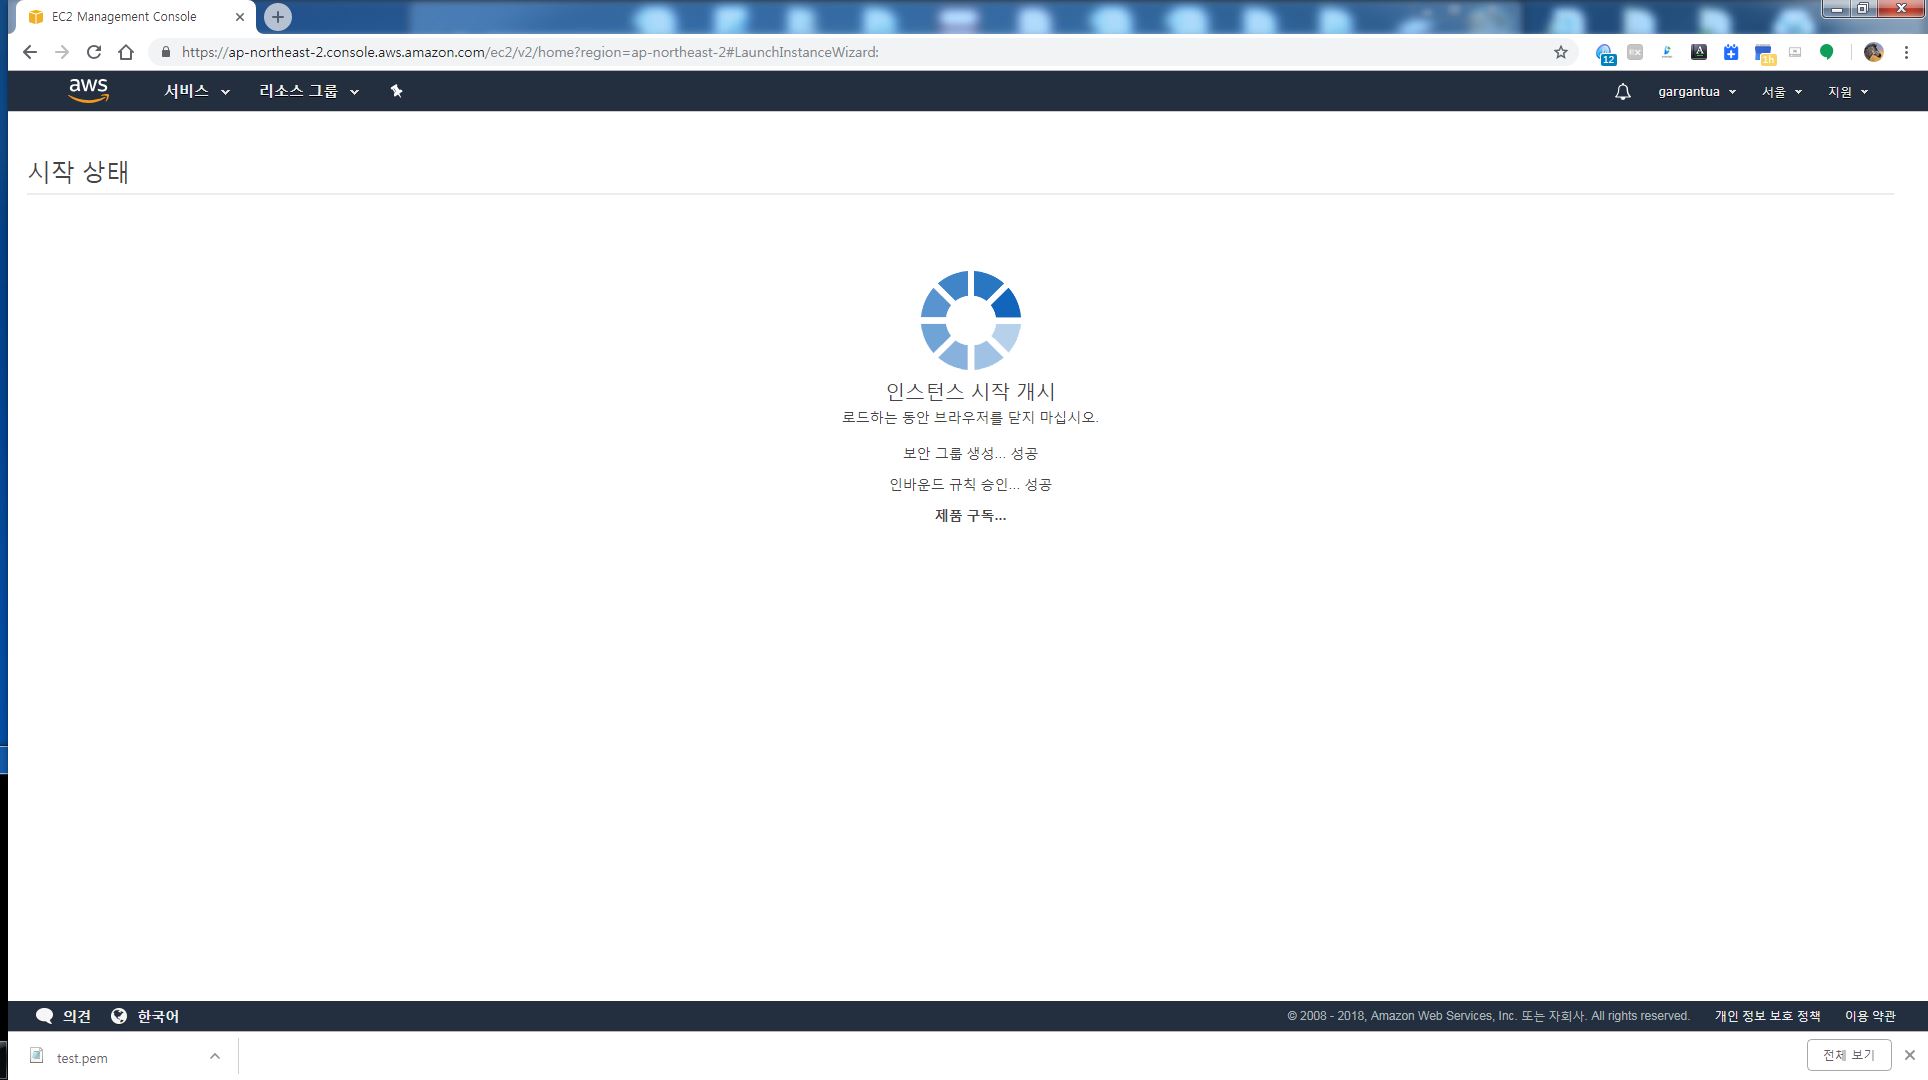 EC2 Management Console
https://ap-northeast-2.console.aws.amazon.com/ec2/v2/home?region=ap-northeast-2#LaunchInstanceWizard:
12
EX
A
1h
aws
서비스
리소스 그룹
gargantua
서울
지원
시작 상태
인스턴스 시작 개시
로드하는 동안 브라우저를 닫지 마십시오.
보안 그룹 생성... 성공
인바운드 규칙 승인... 성공
제품 구독...
의견
한국어
© 2008 - 2018, Amazon Web Services, Inc. 또는 자회사. All rights reserved.
개인 정보 보호 정책
이용 약관
test.pem
전체 보기